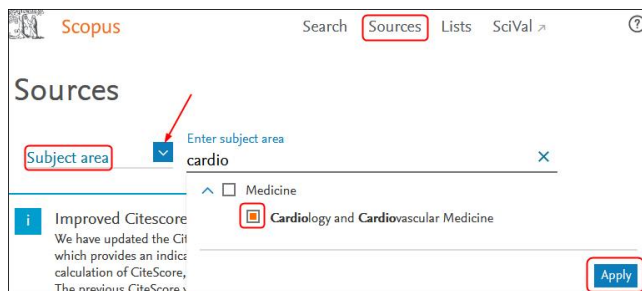 Scopus Search Sources Lists SciVal
Sources
Enter subject area
Subject area cardio
Medicine
Cardiology and Cardiovascular Medicine
i Improved Citescore
We have updated the Cit
which provides an indica
calculation of CiteScore,
The previous CiteScore v
Apply